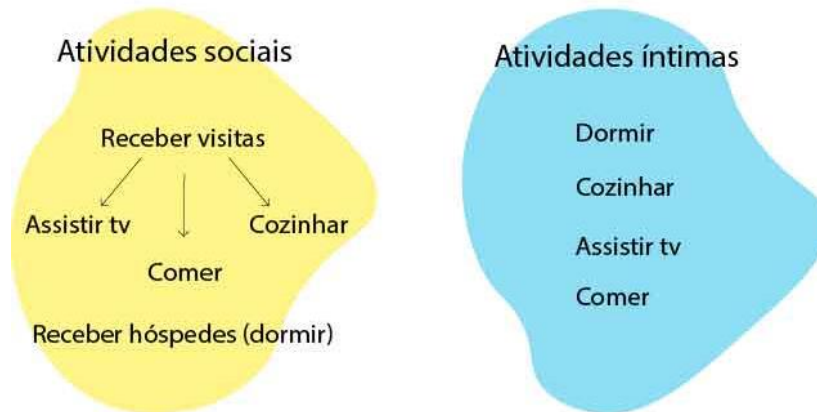 Atividades sociais
Receber visitas
Assistir tv
Cozinhar
Comer
Receber hóspedes (dormir)
Atividades íntimas
Dormir
Cozinhar
Assistir tv
Comer